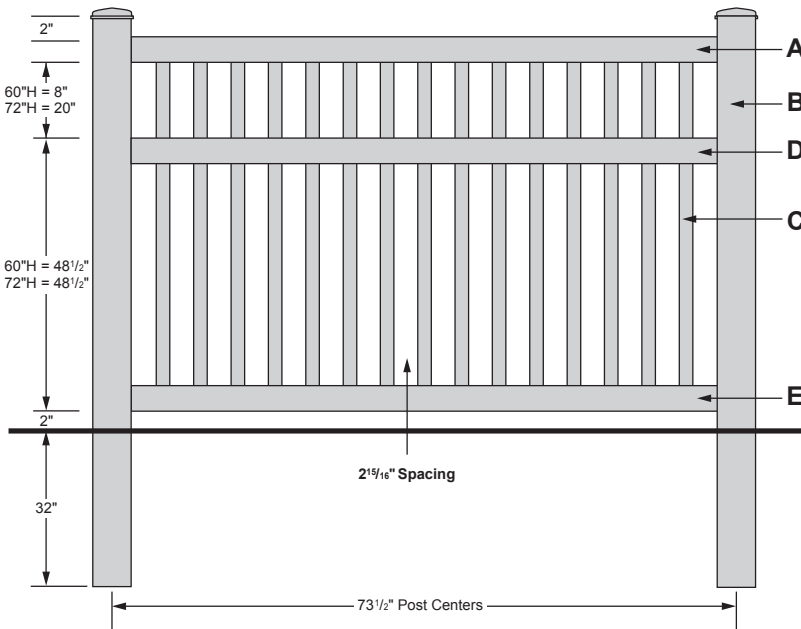 2"
A
60"H = 8"
72"H = 20"
B
D
C
60"H = 48 1/2"
72"H = 48 1/2"
E
2"
2 15/16" Spacing
32"
73 1/2" Post Centers